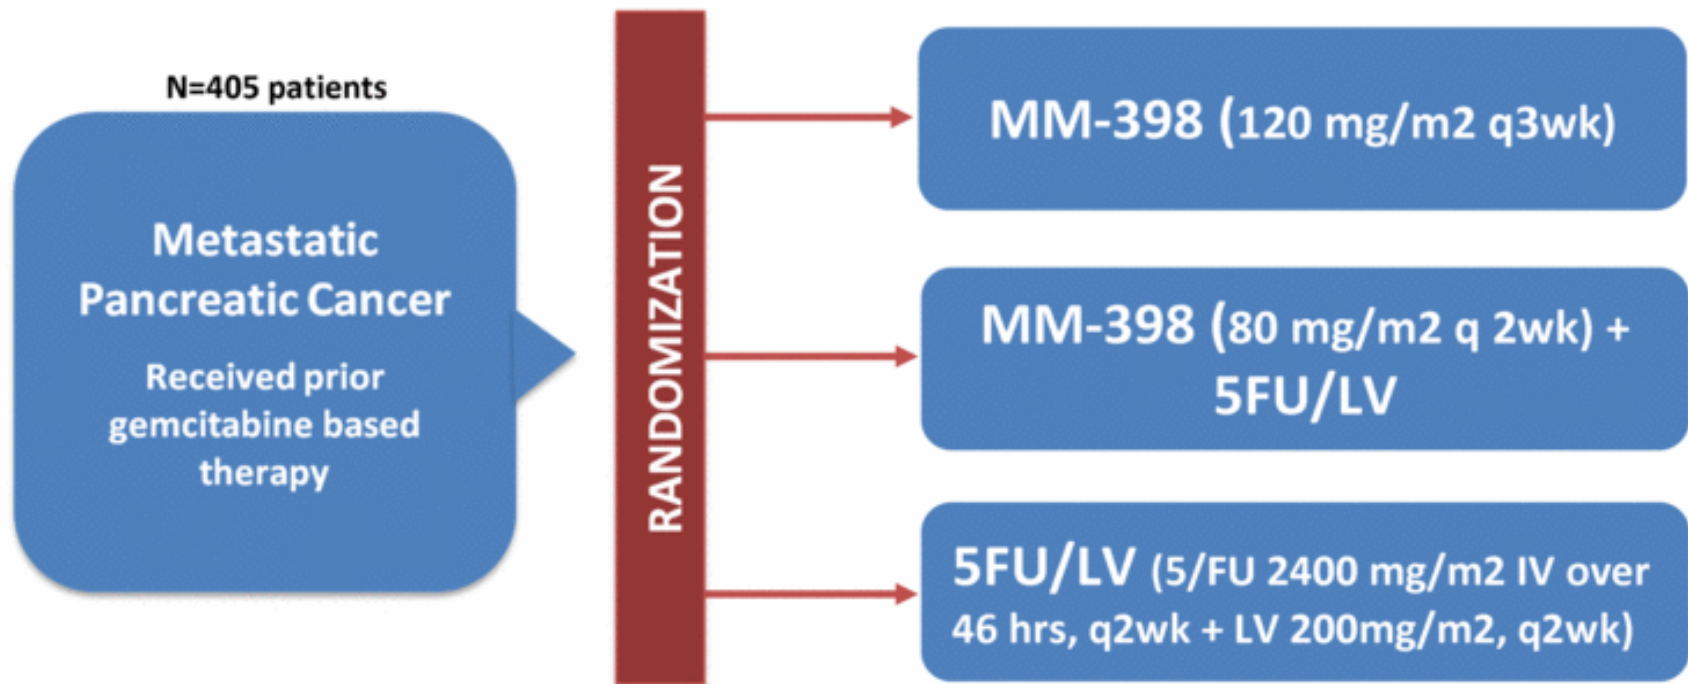 N=405 patients
Metastatic
Pancreatic Cancer
Received prior
gemcitabine based
therapy
RANDOMIZATION
MM-398 (120 mg/m2 q3wk)
MM-398 (80 mg/m2 q 2wk) +
5FU/LV
5FU/LV (5/FU 2400 mg/m2 IV over
46 hrs, q2wk + LV 200mg/m2, q2wk)